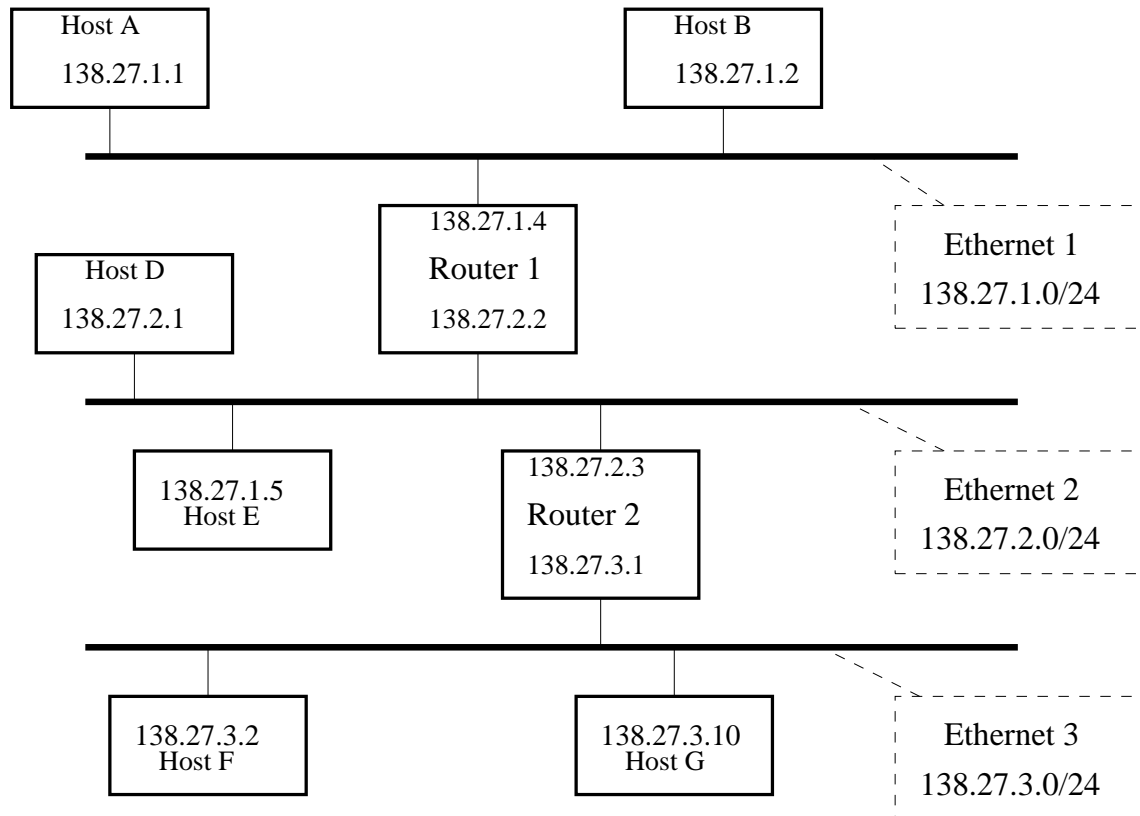 Host A
138.27.1.1
Host B
138.27.1.2
138.27.1.4
Router 1
138.27.2.2
Ethernet 1
138.27.1.0/24
Host D
138.27.2.1
138.27.1.5
Host E
138.27.2.3
Router 2
138.27.3.1
Ethernet 2
138.27.2.0/24
138.27.3.2
Host F
138.27.3.10
Host G
Ethernet 3
138.27.3.0/24